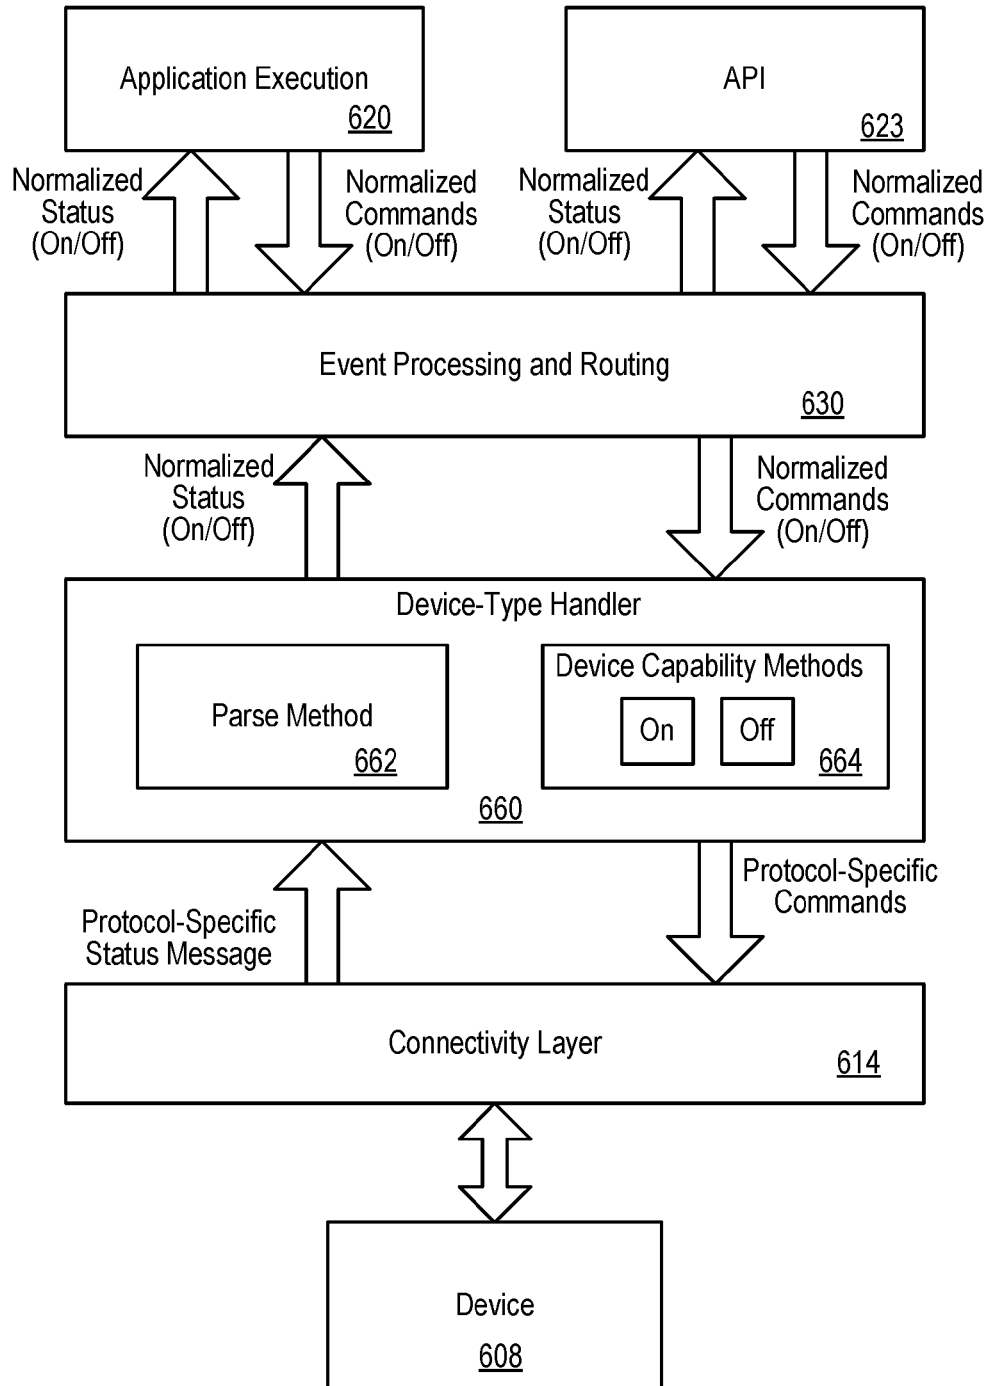 Application Execution
620
API
623
Normalized
Status
(On/Off)
Normalized
Commands
(On/Off)
Normalized
Status
(On/Off)
Normalized
Commands
(On/Off)
Event Processing and Routing
630
Normalized
Status
(On/Off)
Normalized
Commands
(On/Off)
Device-Type Handler
Parse Method
662
Device Capability Methods
On
Off
664
660
Protocol-Specific
Status Message
Protocol-Specific
Commands
Connectivity Layer
614
Device
608